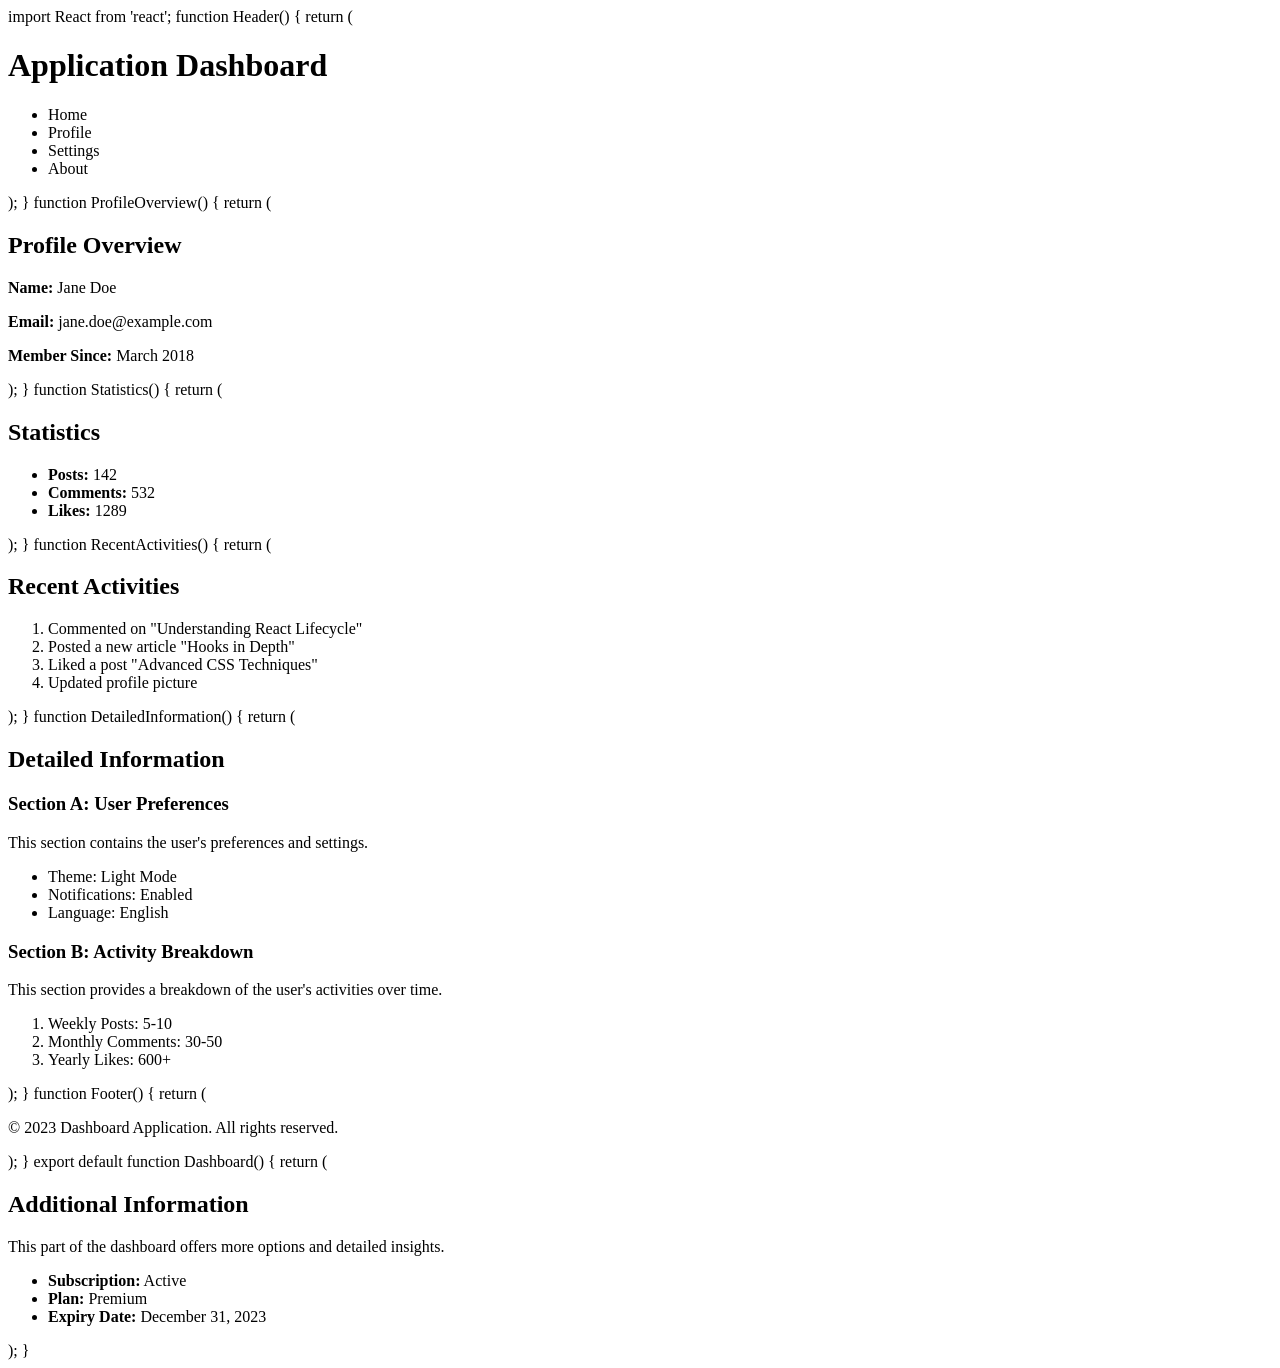 import React from 'react'; function Header() { return (
Application Dashboard
• Home
• Profile
• Settings
• About
); } function ProfileOverview() { return (
Profile Overview
Name: Jane Doe
Email: jane.doe@example.com
Member Since: March 2018
); } function Statistics() { return (
Statistics
• Posts: 142
• Comments: 532
• Likes: 1289
); } function RecentActivities() { return (
Recent Activities
1. Commented on "Understanding React Lifecycle"
2. Posted a new article "Hooks in Depth"
3. Liked a post "Advanced CSS Techniques"
4. Updated profile picture
); } function DetailedInformation() { return (
Detailed Information
Section A: User Preferences
This section contains the user's preferences and settings.
• Theme: Light Mode
• Notifications: Enabled
• Language: English
Section B: Activity Breakdown
This section provides a breakdown of the user's activities over time.
1. Weekly Posts: 5-10
2. Monthly Comments: 30-50
3. Yearly Likes: 600+
); } function Footer() { return (
© 2023 Dashboard Application. All rights reserved.
); } export default function Dashboard() { return (
Additional Information
This part of the dashboard offers more options and detailed insights.
• Subscription: Active
• Plan: Premium
• Expiry Date: December 31, 2023
); }